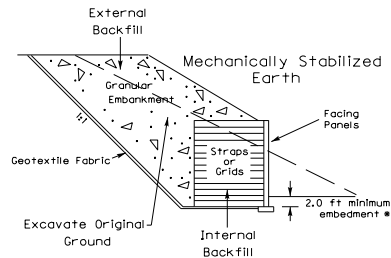 External
Backfill
Mechanically Stabilized
Earth
Granular
Embankment
1:1
Facing
Panels
Straps
or
Grids
Geotextile Fabric
2.0 ft minimum
embedment *
Excavate Original
Ground
Internal
Backfill